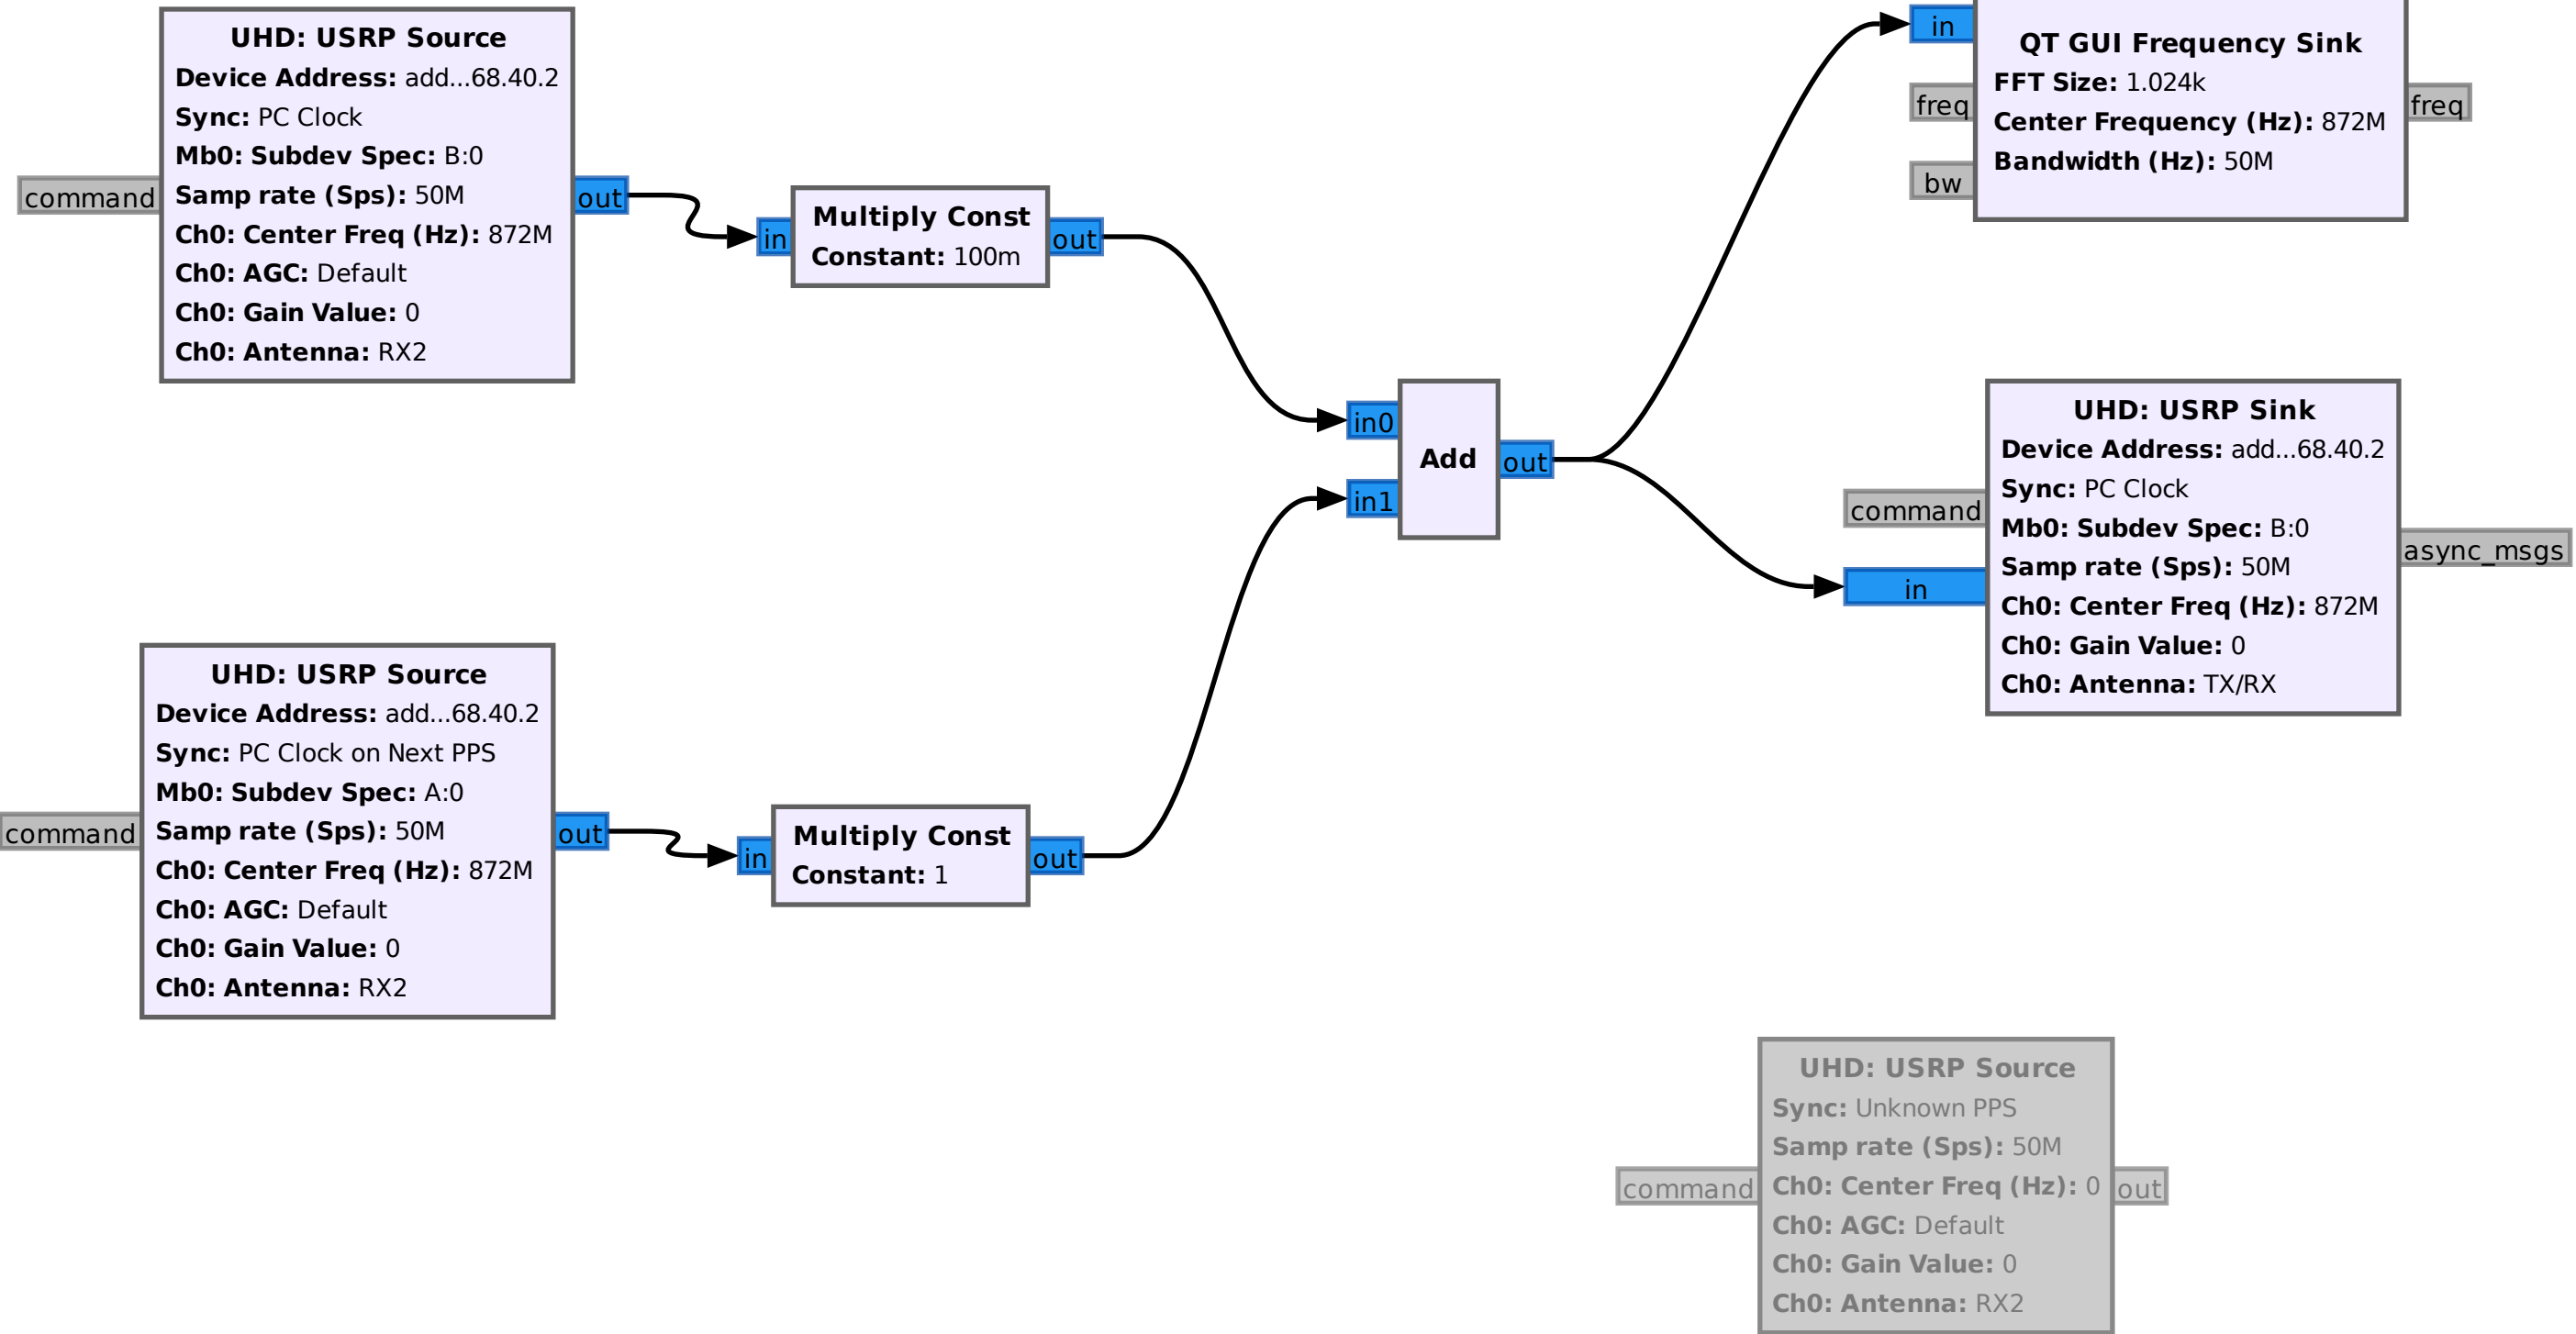 UHD: USRP Source
Device Address: add...68.40.2
Sync: PC Clock
Mb0: Subdev Spec: B:0
Samp rate (Sps): 50M
Ch0: Center Freq (Hz): 872M
Ch0: AGC: Default
Ch0: Gain Value: 0
Ch0: Antenna: RX2
command
out
in
Multiply Const
Constant: 100m
out
in0
in1
Add
out
in
freq
bw
QT GUI Frequency Sink
FFT Size: 1.024k
Center Frequency (Hz): 872M
Bandwidth (Hz): 50M
freq
UHD: USRP Sink
Device Address: add...68.40.2
Sync: PC Clock
Mb0: Subdev Spec: B:0
Samp rate (Sps): 50M
Ch0: Center Freq (Hz): 872M
Ch0: Gain Value: 0
Ch0: Antenna: TX/RX
command
in
async_msgs
UHD: USRP Source
Device Address: add...68.40.2
Sync: PC Clock on Next PPS
Mb0: Subdev Spec: A:0
Samp rate (Sps): 50M
Ch0: Center Freq (Hz): 872M
Ch0: AGC: Default
Ch0: Gain Value: 0
Ch0: Antenna: RX2
command
out
in
Multiply Const
Constant: 1
out
UHD: USRP Source
Sync: Unknown PPS
Samp rate (Sps): 50M
Ch0: Center Freq (Hz): 0
Ch0: AGC: Default
Ch0: Gain Value: 0
Ch0: Antenna: RX2
command
out